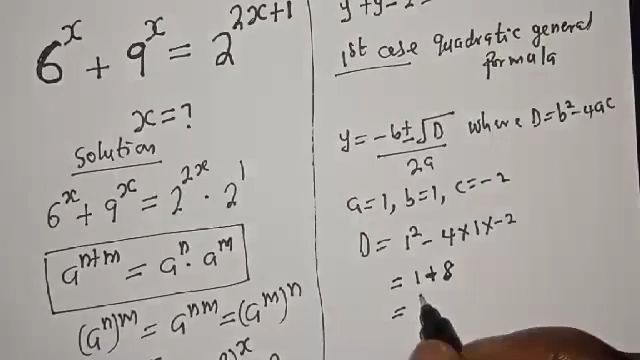 6^x + 9^x = 2^{2x+1}
x = ?
Solution
6^x + 9^x = 2^{2x} · 2^1
a^{n+m} = a^n · a^m
(a^n)^m = a^{nm} = (a^m)^n
1st case quadratic general
formula
y = (-b ± √D) / 2a where D = b² - 4ac
a=1, b=1, c=-2
D = 1² - 4×1×-2
= 1+8
=